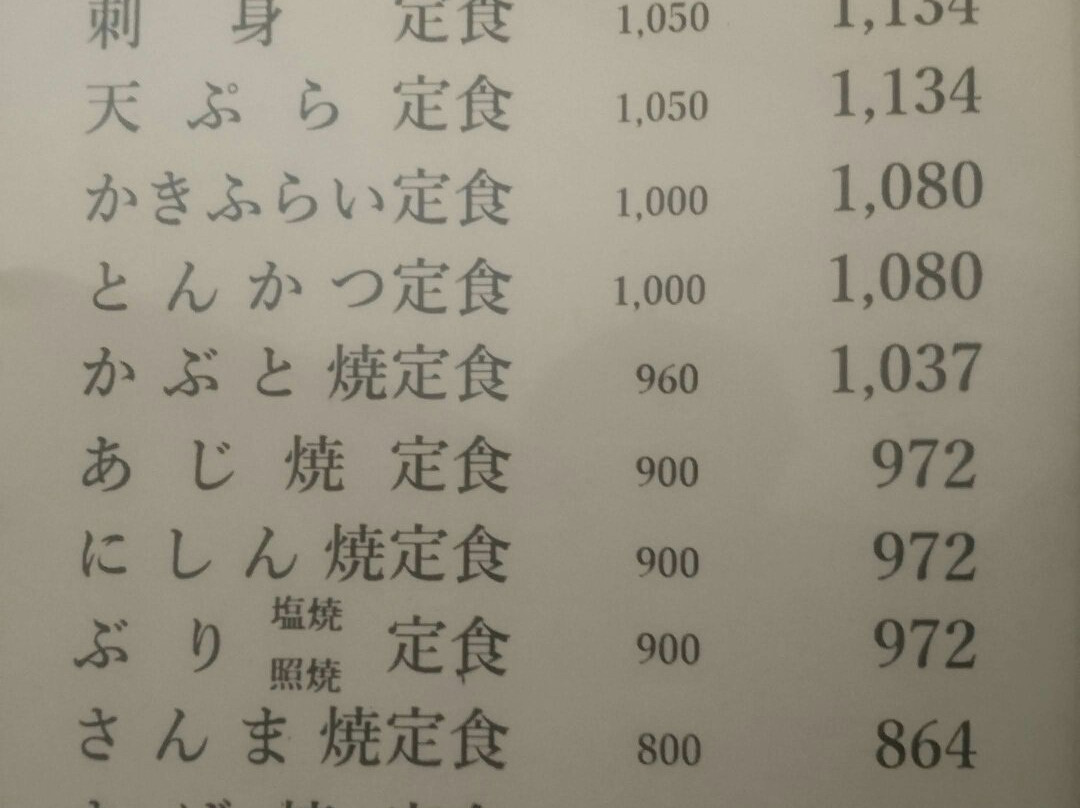 刺身定食 1,050 1,134
天ぷら定食 1,050 1,134
かきふらい定食 1,000 1,080
とんかつ定食 1,000 1,080
かぶと焼定食 960 1,037
あじ焼定食 900 972
にしん焼定食 900 972
ぶり 塩焼 照焼 定食 900 972
さんま焼定食 800 864